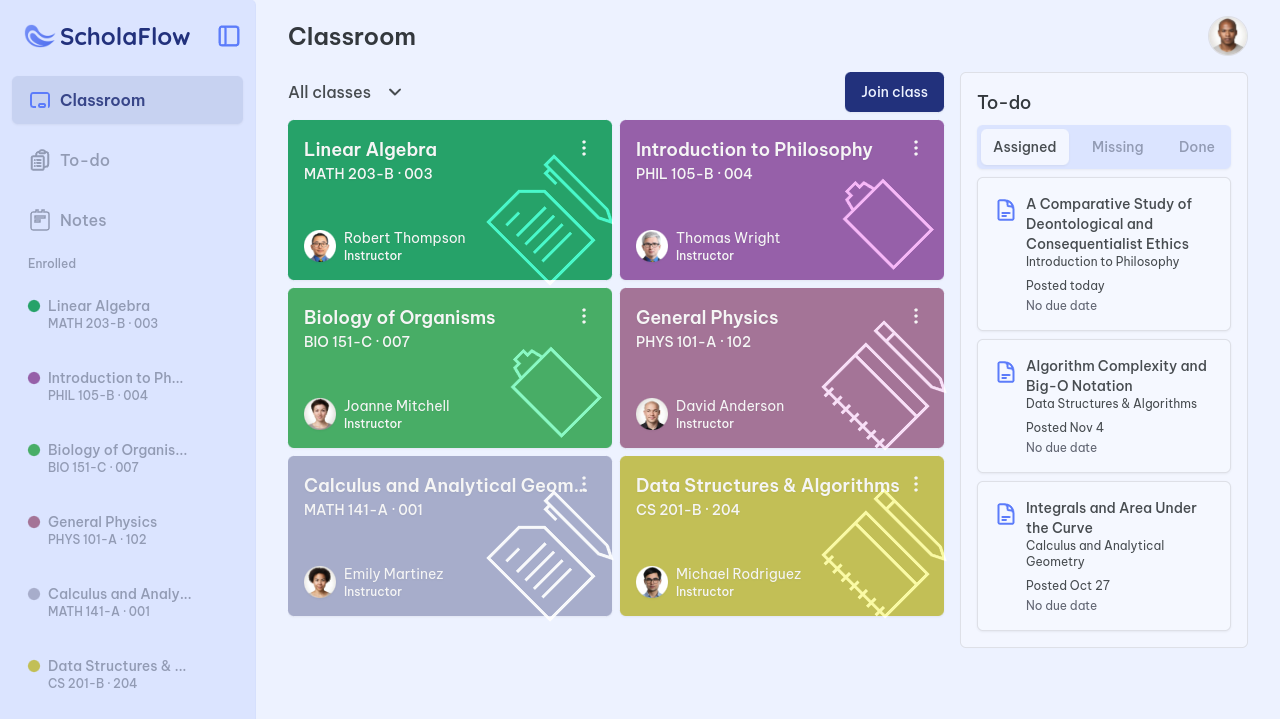 ScholaFlow
Classroom
To-do
Notes
Enrolled
Linear Algebra
MATH 203-B · 003
Introduction to Ph...
PHIL 105-B · 004
Biology of Organis...
BIO 151-C · 007
General Physics
PHYS 101-A · 102
Calculus and Analy...
MATH 141-A · 001
Data Structures & ...
CS 201-B · 204
Classroom
All classes
Join class
Linear Algebra
MATH 203-B · 003
Robert Thompson
Instructor
Introduction to Philosophy
PHIL 105-B · 004
Thomas Wright
Instructor
Biology of Organisms
BIO 151-C · 007
Joanne Mitchell
Instructor
General Physics
PHYS 101-A · 102
David Anderson
Instructor
Calculus and Analytical Geom...
MATH 141-A · 001
Emily Martinez
Instructor
Data Structures & Algorithms
CS 201-B · 204
Michael Rodriguez
Instructor
To-do
Assigned
Missing
Done
A Comparative Study of
Deontological and
Consequentialist Ethics
Introduction to Philosophy
Posted today
No due date
Algorithm Complexity and
Big-O Notation
Data Structures & Algorithms
Posted Nov 4
No due date
Integrals and Area Under
the Curve
Calculus and Analytical
Geometry
Posted Oct 27
No due date